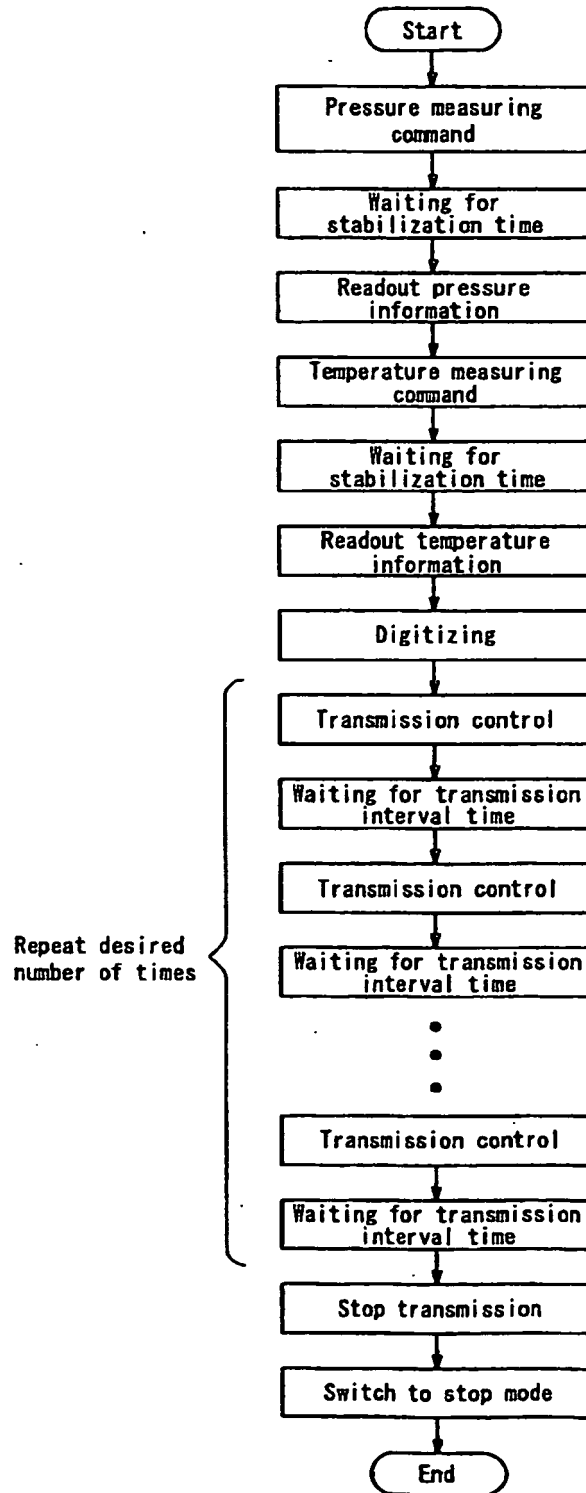 Start
Pressure measuring
command
Waiting for
stabilization time
Readout pressure
information
Temperature measuring
command
Waiting for
stabilization time
Readout temperature
information
Digitizing
Transmission control
Waiting for transmission
interval time
Transmission control
Repeat desired
number of times
Waiting for transmission
interval time
Transmission control
Waiting for transmission
interval time
Stop transmission
Switch to stop mode
End